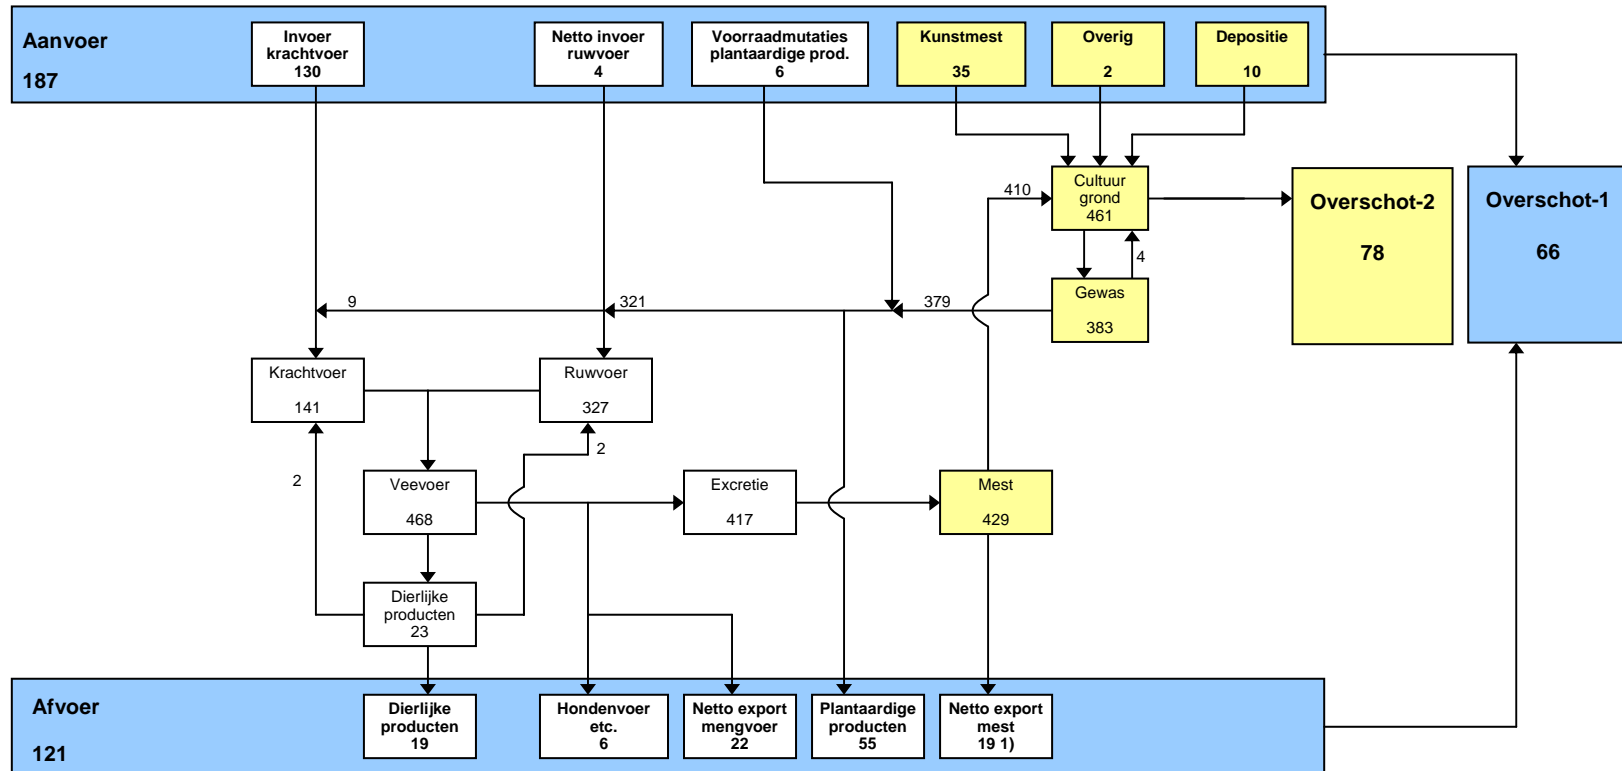 Aanvoer
187
Invoer
krachtvoer
130
Netto invoer
ruwvoer
4
Voorraadmutaties
plantaardige prod.
6
Kunstmest
35
Overig
2
Depositie
10
410
Cultuur
grond
461
Overschot-2
78
Overschot-1
66
4
Gewas
383
9
321
379
Krachtvoer
141
Ruwvoer
327
2
2
Veevoer
468
Excretie
417
Mest
429
Dierlijke
producten
23
Afvoer
121
Dierlijke
producten
19
Hondenvoer
etc.
6
Netto export
mengvoer
22
Plantaardige
producten
55
Netto export
mest
19 1)